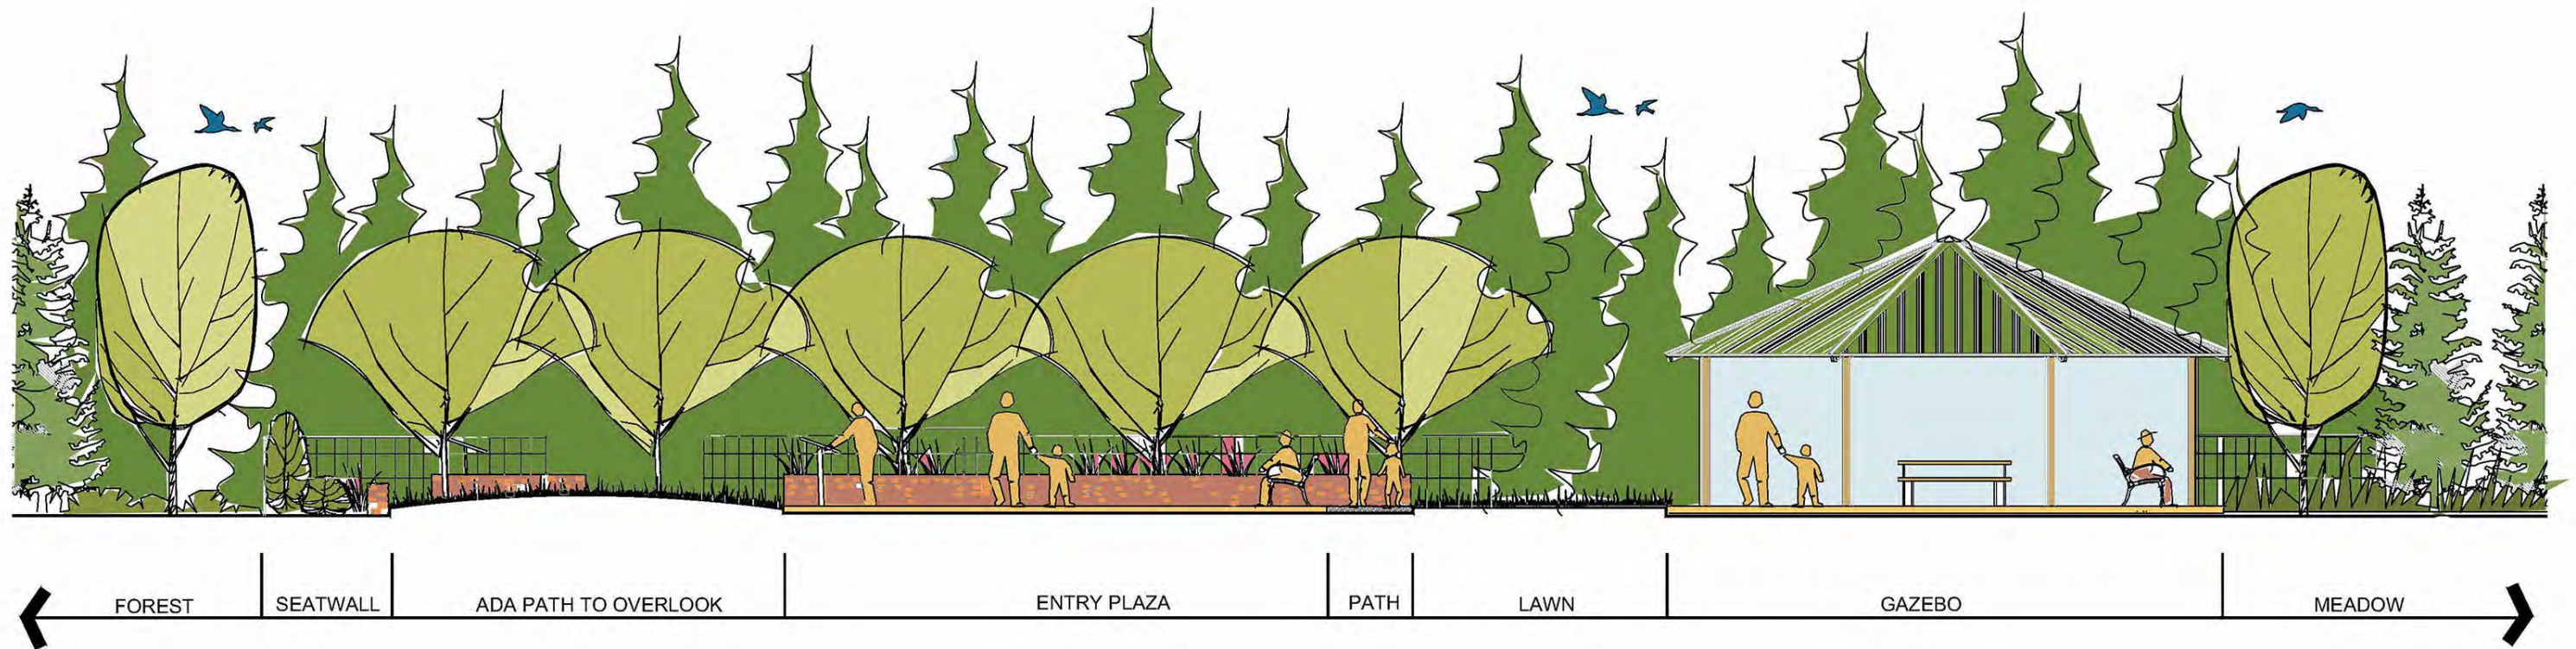 FOREST
SEATWALL
ADA PATH TO OVERLOOK
ENTRY PLAZA
PATH
LAWN
GAZEBO
MEADOW